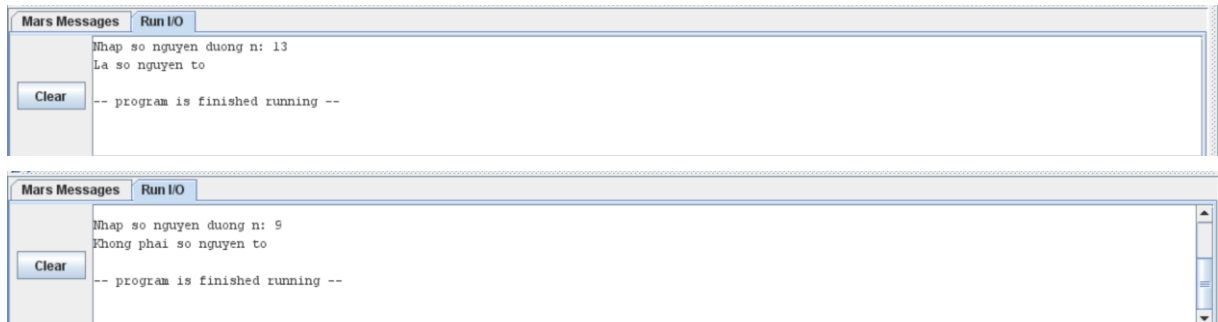 Mars Messages Run I/O
Nhap so nguyen duong n: 13
La so nguyen to
Clear
-- program is finished running --
Mars Messages Run I/O
Nhap so nguyen duong n: 9
Khong phai so nguyen to
Clear
-- program is finished running --